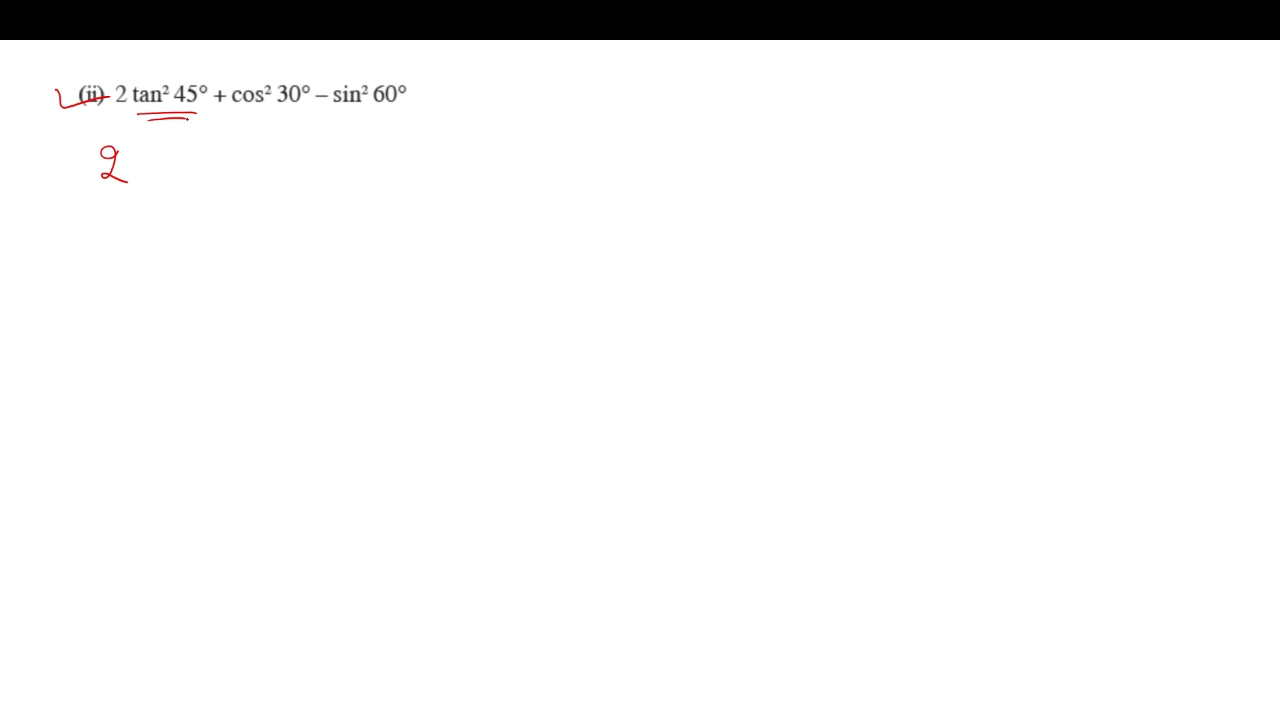 (ii) 2 tan² 45° + cos² 30° – sin² 60°
2